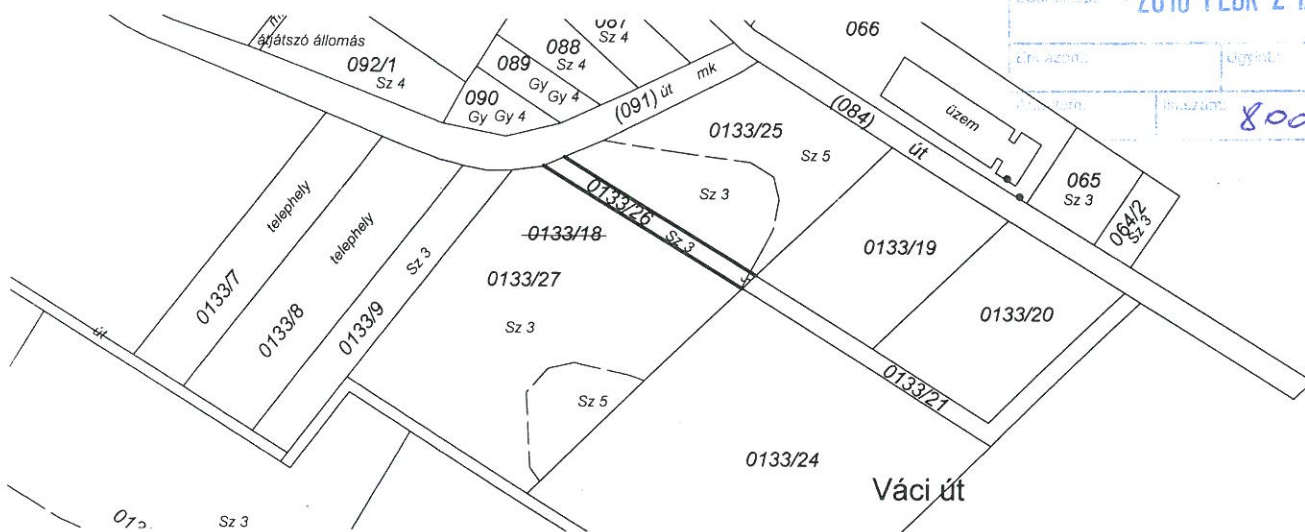 átjátszó állomás
092/1
Sz 4
087
Sz 4
088
Sz 4
089
Gy Gy 4
090
Gy Gy 4
(091) út mk
066
(084) út
üzem
065
Sz 3
064/2
Sz 3
800
0133/25
Sz 5
Sz 3
0133/26
Sz 3
0133/18
0133/27
Sz 3
Sz 5
telephely
0133/7
telephely
0133/8
Sz 3
0133/9
út
0133/19
0133/20
0133/21
0133/24
Váci út
Sz 3